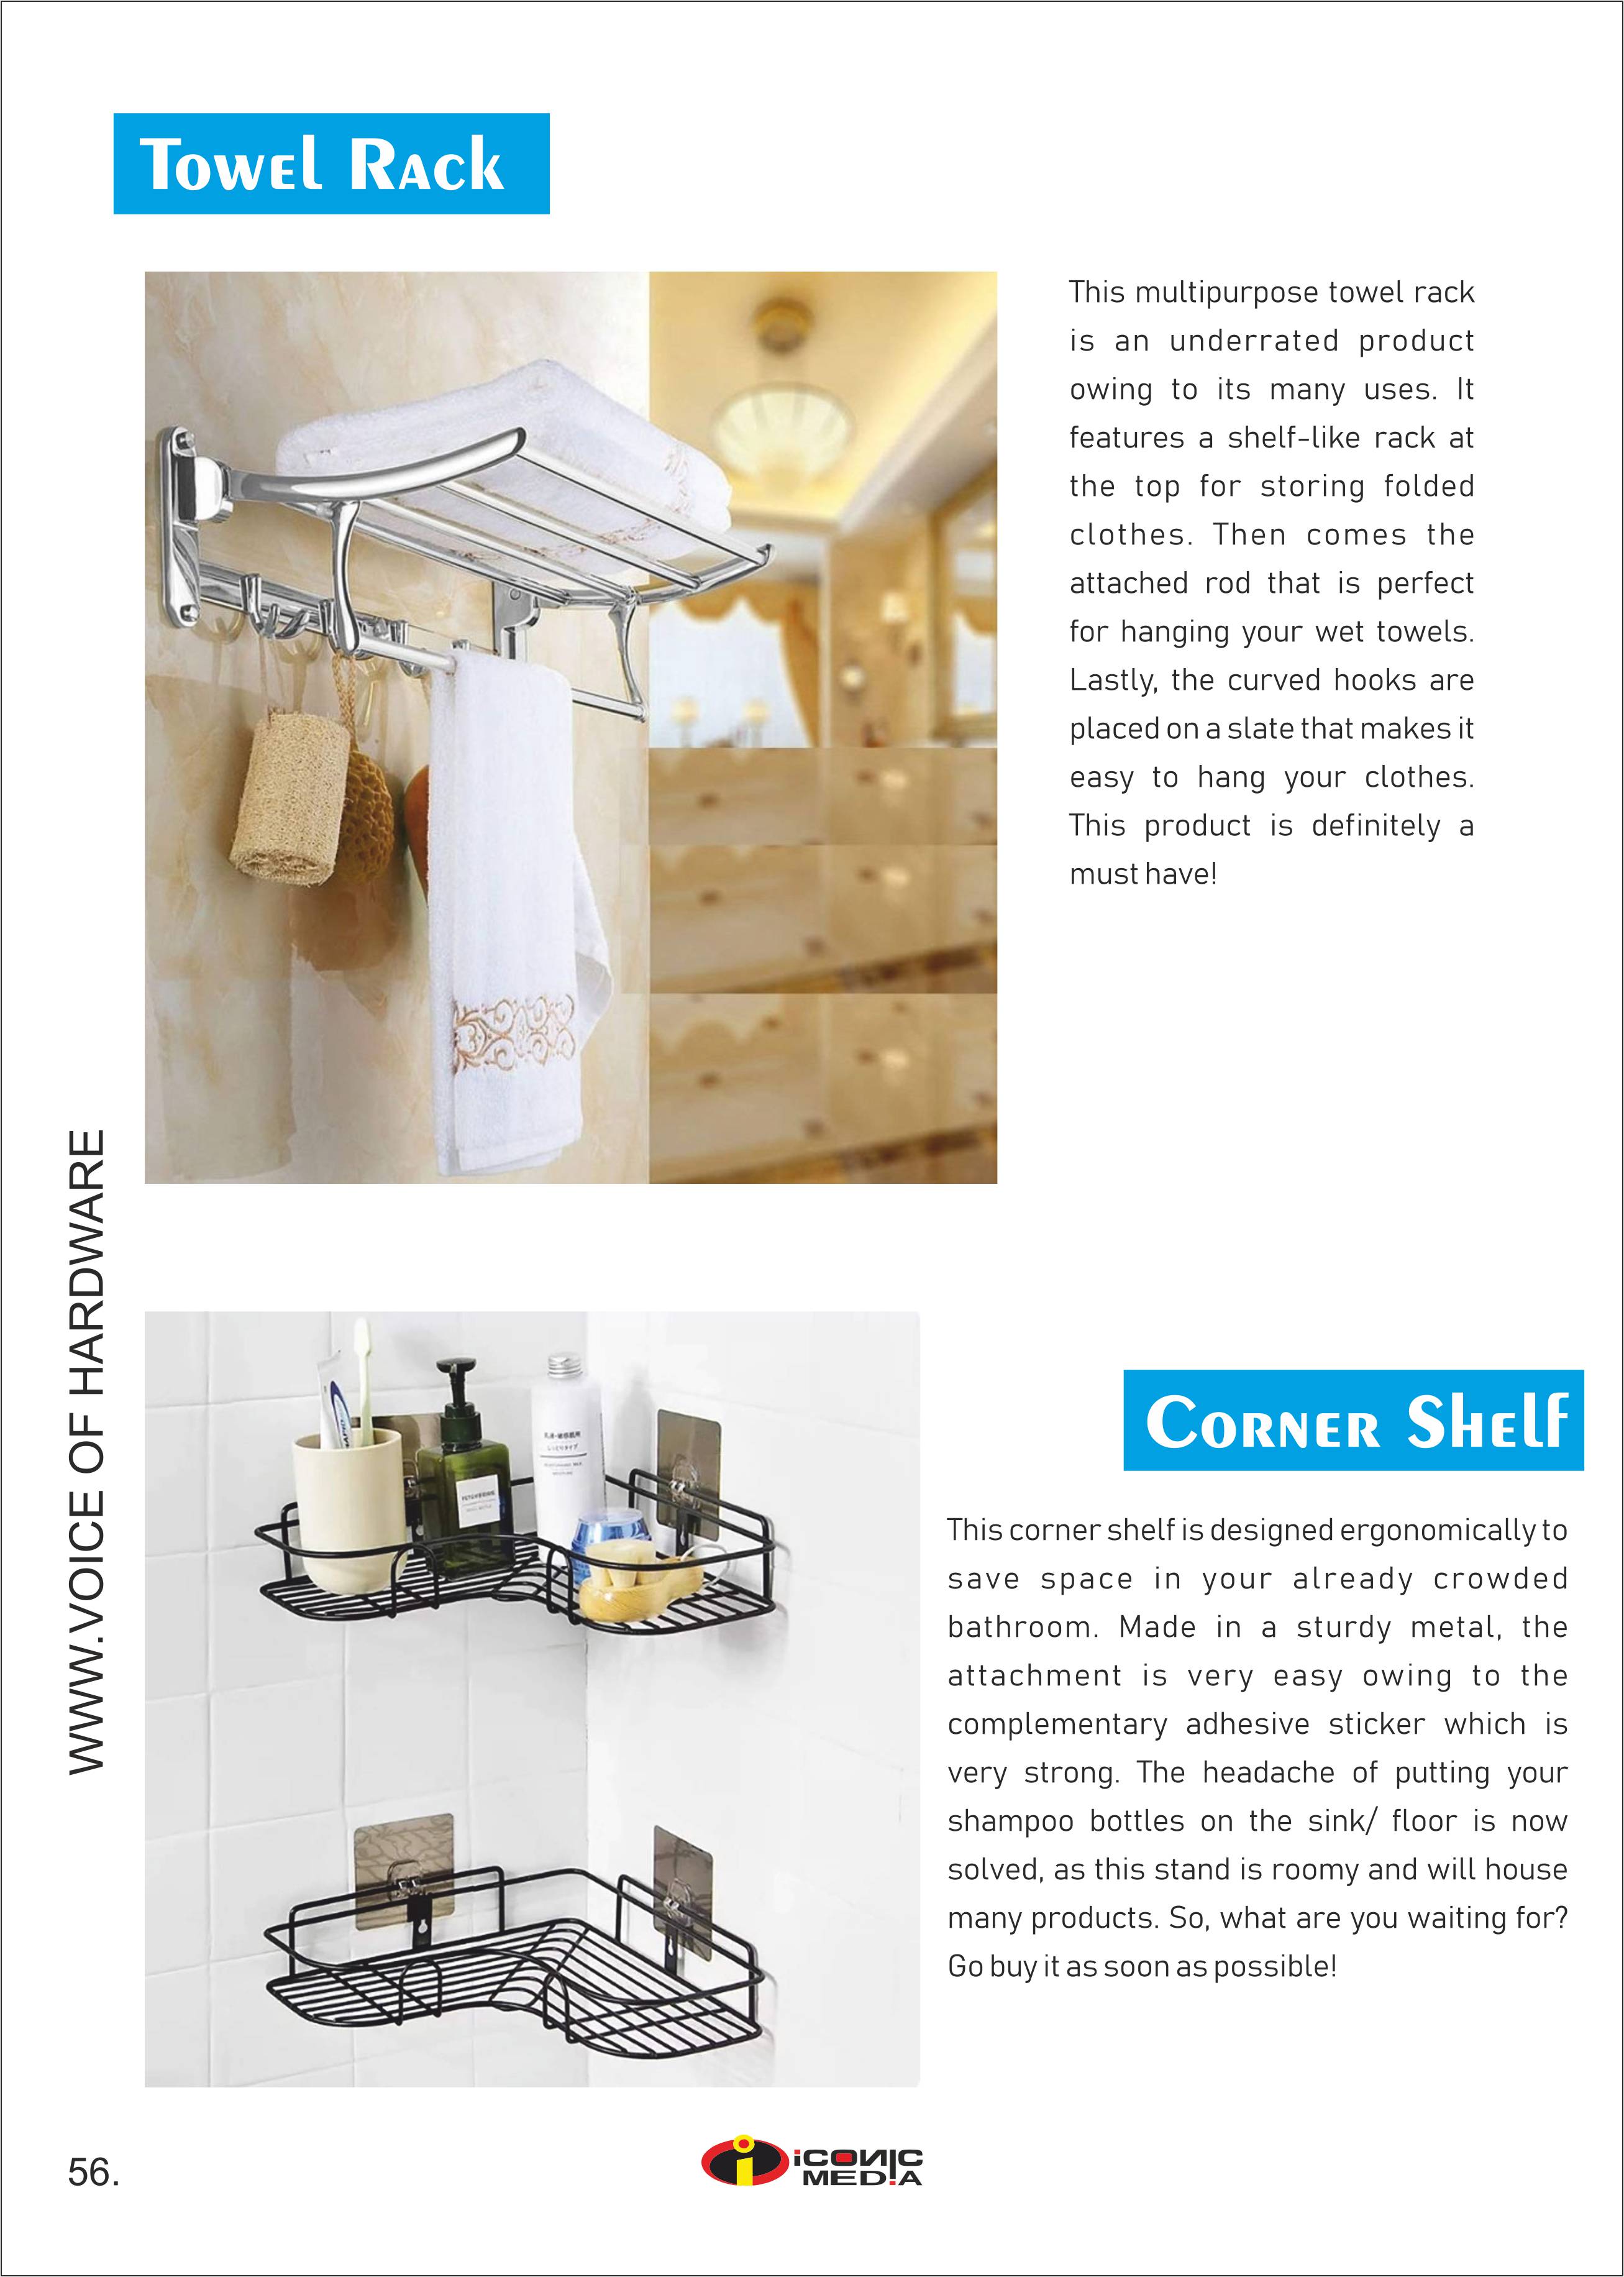 Towel Rack
This multipurpose towel rack
is an underrated product
owing to its many uses. It
features a shelf-like rack at
the top for storing folded
clothes. Then comes the
attached rod that is perfect
for hanging your wet towels.
Lastly, the curved hooks are
placed on a slate that makes it
easy to hang your clothes.
This product is definitely a
must have!
WWW.VOICE OF HARDWARE
Corner Shelf
This corner shelf is designed ergonomically to
save space in your already crowded
bathroom. Made in a sturdy metal, the
attachment is very easy owing to the
complementary adhesive sticker which is
very strong. The headache of putting your
shampoo bottles on the sink/ floor is now
solved, as this stand is roomy and will house
many products. So, what are you waiting for?
Go buy it as soon as possible!
56.
iCONiC
MEDiA